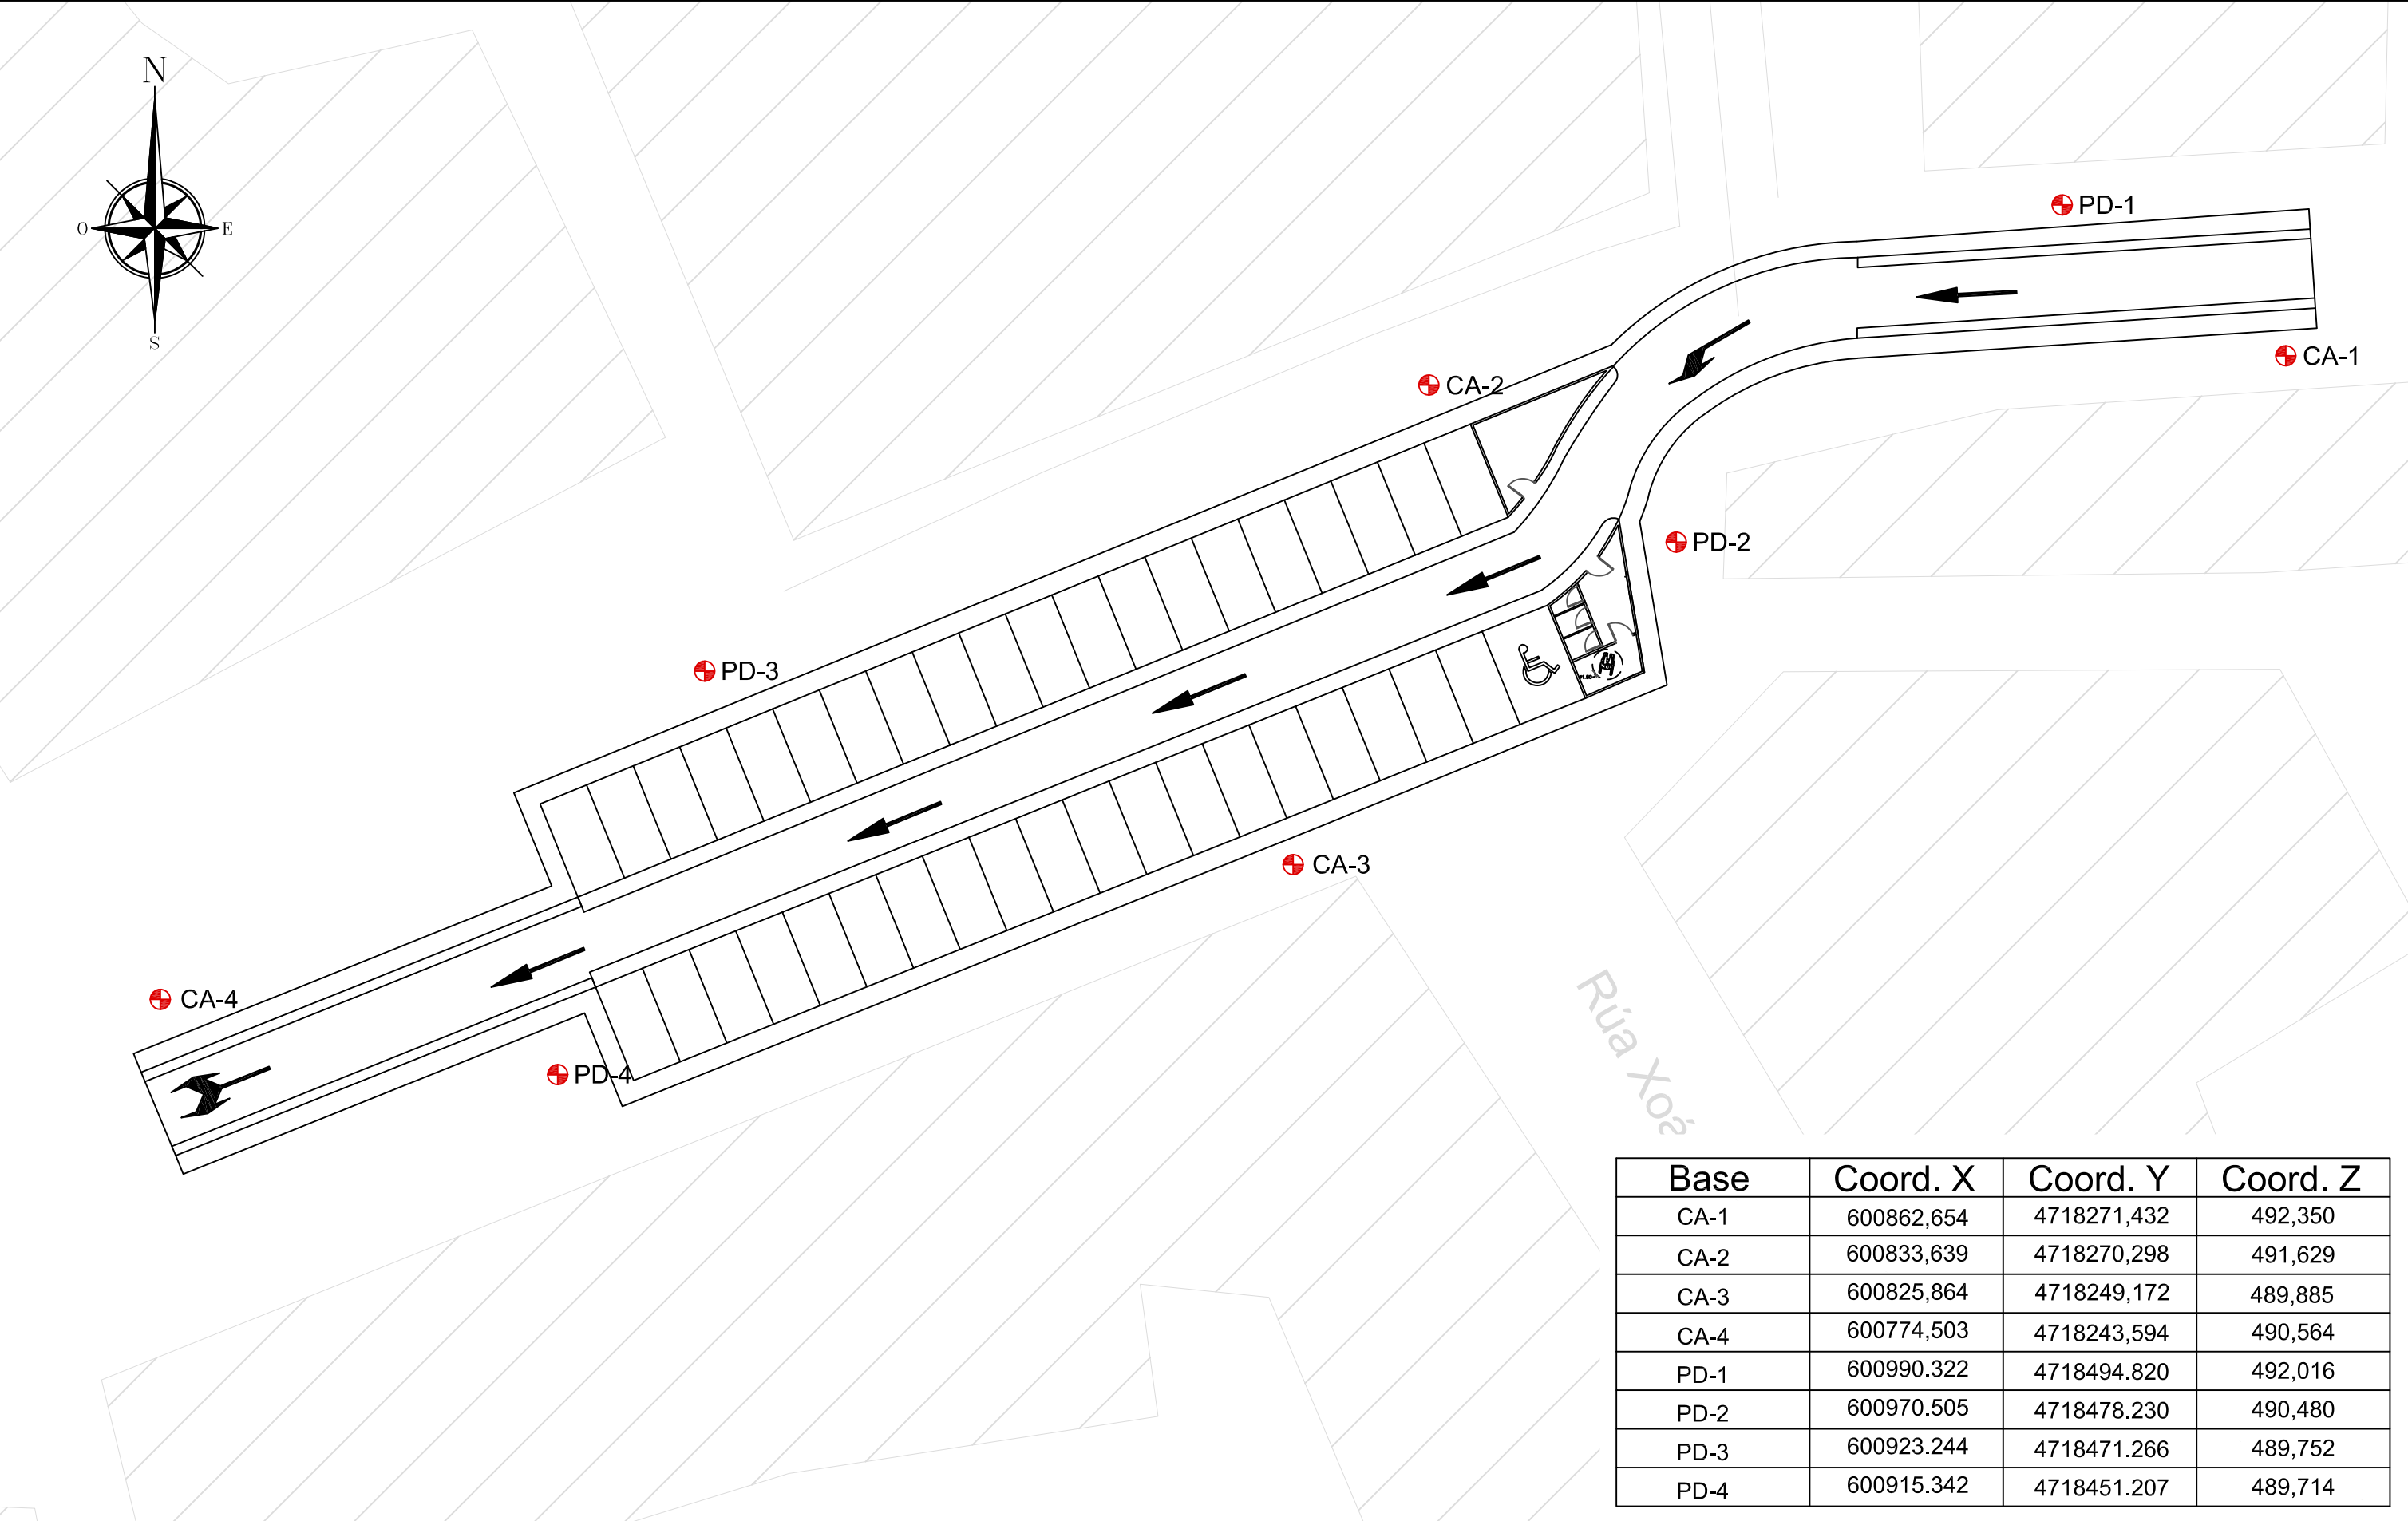 N
O
E
S
PD-1
CA-1
CA-2
PD-2
PD-3
CA-3
CA-4
PD-4
Rúa Xoá
Base Coord. X Coord. Y Coord. Z
CA-1 600862,654 4718271,432 492,350
CA-2 600833,639 4718270,298 491,629
CA-3 600825,864 4718249,172 489,885
CA-4 600774,503 4718243,594 490,564
PD-1 600990.322 4718494.820 492,016
PD-2 600970.505 4718478.230 490,480
PD-3 600923.244 4718471.266 489,752
PD-4 600915.342 4718451.207 489,714